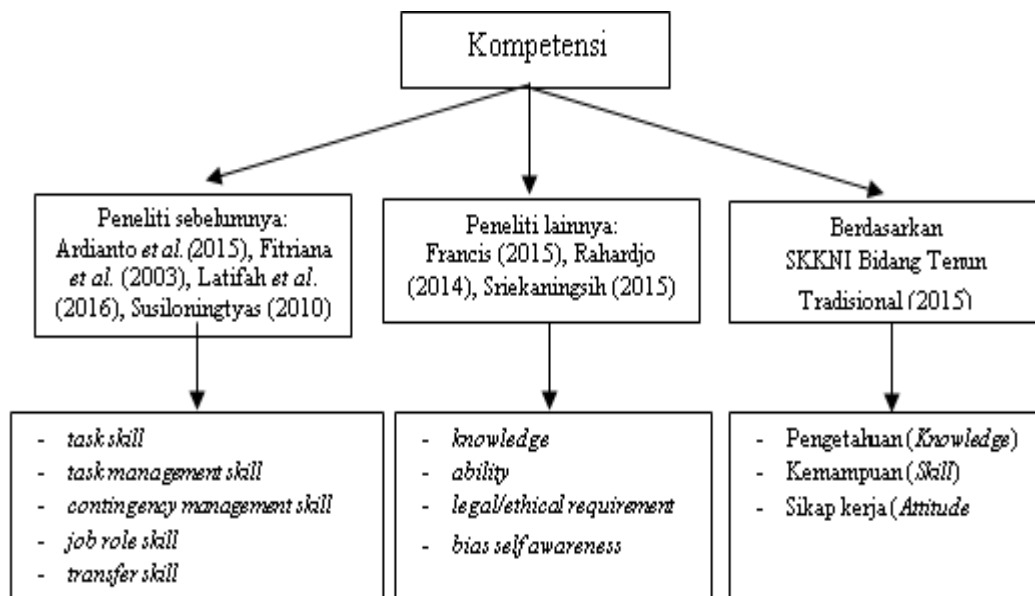 Kompetensi
Peneliti sebelumnya:
Ardianto et al. (2015), Fitriana
et al. (2003), Latifah et al.
(2016), Susiloningtyas (2010)
Peneliti lainnya:
Francis (2015), Rahardjo
(2014), Sriekaningsih (2015)
Berdasarkan
SKKNI Bidang Tenun
Tradisional (2015)
- task skill
- task management skill
- contingency management skill
- job role skill
- transfer skill
- knowledge
- ability
- legal/ethical requirement
- bias self awareness
- Pengetahuan (Knowledge)
- Kemampuan (Skill)
- Sikap kerja (Attitude